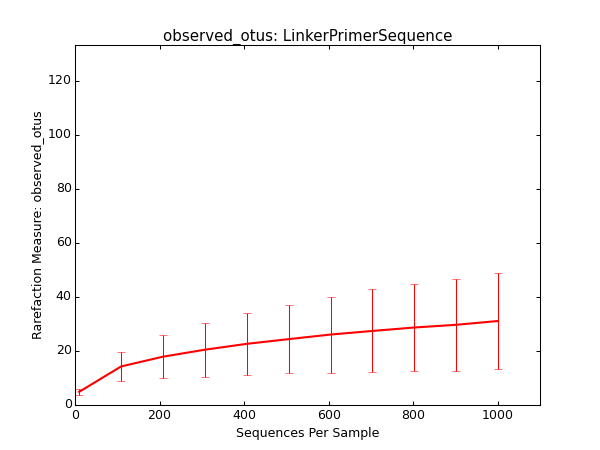 observed_otus: LinkerPrimerSequence
Rarefaction Measure: observed_otus
120
100
80
60
40
20
0
0 200 400 600 800 1000
Sequences Per Sample